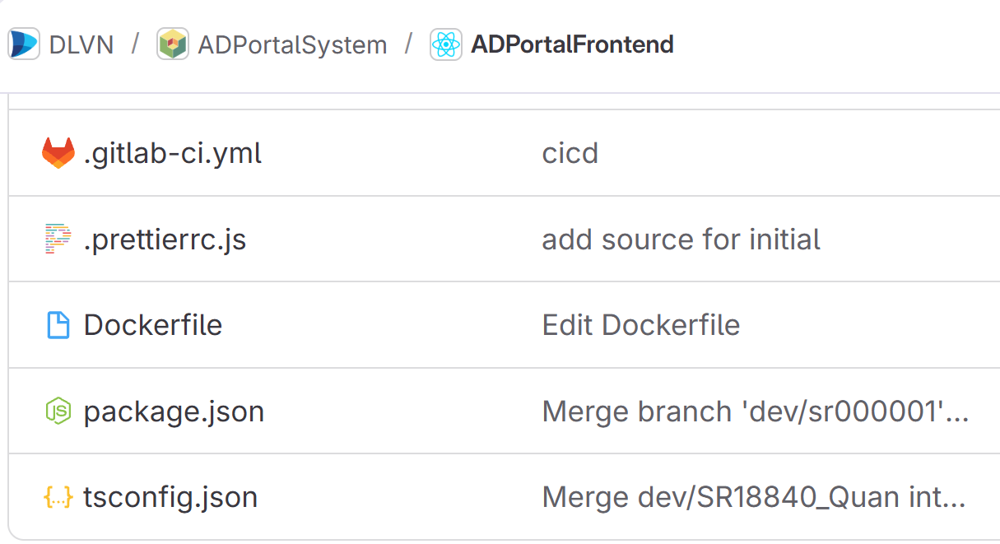 DLVN / ADPortalSystem / ADPortalFrontend
.gitlab-ci.yml cicd
.prettierrc.js add source for initial
Dockerfile Edit Dockerfile
package.json Merge branch 'dev/sr000001'...
tsconfig.json Merge dev/SR18840_Quan int...